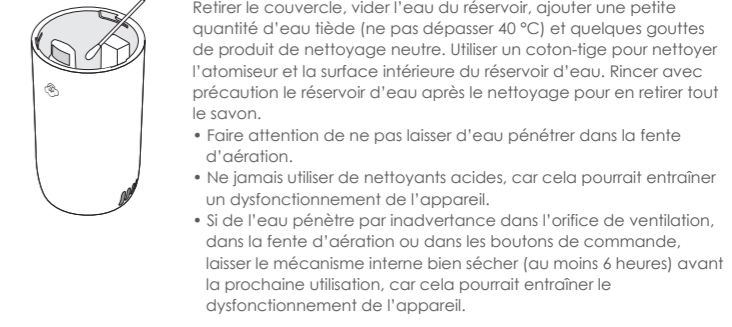 Retirer le couvercle, vider l’eau du réservoir, ajouter une petite
quantité d’eau tiède (ne pas dépasser 40 °C) et quelques gouttes
de produit de nettoyage neutre. Utiliser un coton-tige pour nettoyer
l’atomiseur et la surface intérieure du réservoir d’eau. Rincer avec
précaution le réservoir d’eau après le nettoyage pour en retirer tout
le savon.
• Faire attention de ne pas laisser d’eau pénétrer dans la fente
d’aération.
• Ne jamais utiliser de nettoyants acides, car cela pourrait entraîner
un dysfonctionnement de l’appareil.
• Si de l’eau pénètre par inadvertance dans l’orifice de ventilation,
dans la fente d’aération ou dans les boutons de commande,
laisser le mécanisme interne bien sécher (au moins 6 heures) avant
la prochaine utilisation, car cela pourrait entraîner le
dysfonctionnement de l’appareil.